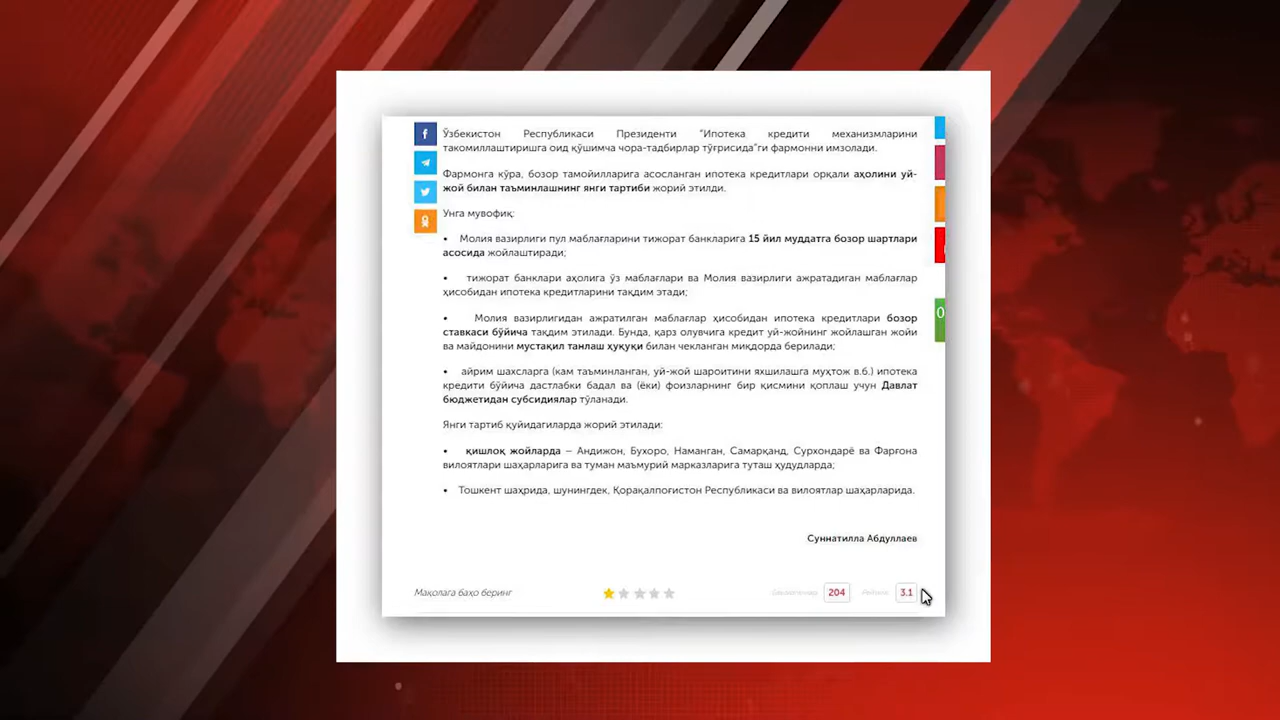 Ўзбекистон Республикаси Президенти “Ипотека кредити механизмларини
такомиллаштиришга оид қўшимча чора-тадбирлар тўғрисида”ги фармонни имзолади.
Фармонга кўра, бозор тамойилларига асосланган ипотека кредитлари орқали аҳолини уй-
жой билан таъминлашнинг янги тартиби жорий этилди.
Унга мувофиқ:
• Молия вазирлиги пул маблағларини тижорат банкларига 15 йил муддатга бозор шартлари
асосида жойлаштиради;
• тижорат банклари аҳолига ўз маблағлари ва Молия вазирлиги ажратадиган маблағлар
ҳисобидан ипотека кредитларини тақдим этади;
• Молия вазирлигидан ажратилган маблағлар ҳисобидан ипотека кредитлари бозор
ставкаси бўйича тақдим этилади. Бунда, қарз олувчига кредит уй-жойнинг жойлашган жойи
ва майдонини мустақил танлаш ҳуқуқи билан чекланган миқдорда берилади;
• айрим шахсларга (кам таъминланган, уй-жой шароитини яхшилашга муҳтож в.б.) ипотека
кредити бўйича дастлабки бадал ва (ёки) фоизларнинг бир қисмини қоплаш учун Давлат
бюджетидан субсидиялар тўланади.
Янги тартиб қуйидагиларда жорий этилади:
• қишлоқ жойларда – Андижон, Бухоро, Наманган, Самарқанд, Сурхондарё ва Фарғона
вилоятлари шаҳарларига ва туман маъмурий марказларига туташ ҳудудларда;
• Тошкент шаҳрида, шунингдек, Қорақалпоғистон Республикаси ва вилоятлар шаҳарларида.
Суннатилла Абдуллаев
Мақолага баҳо беринг 204 Рейтинг 3.1